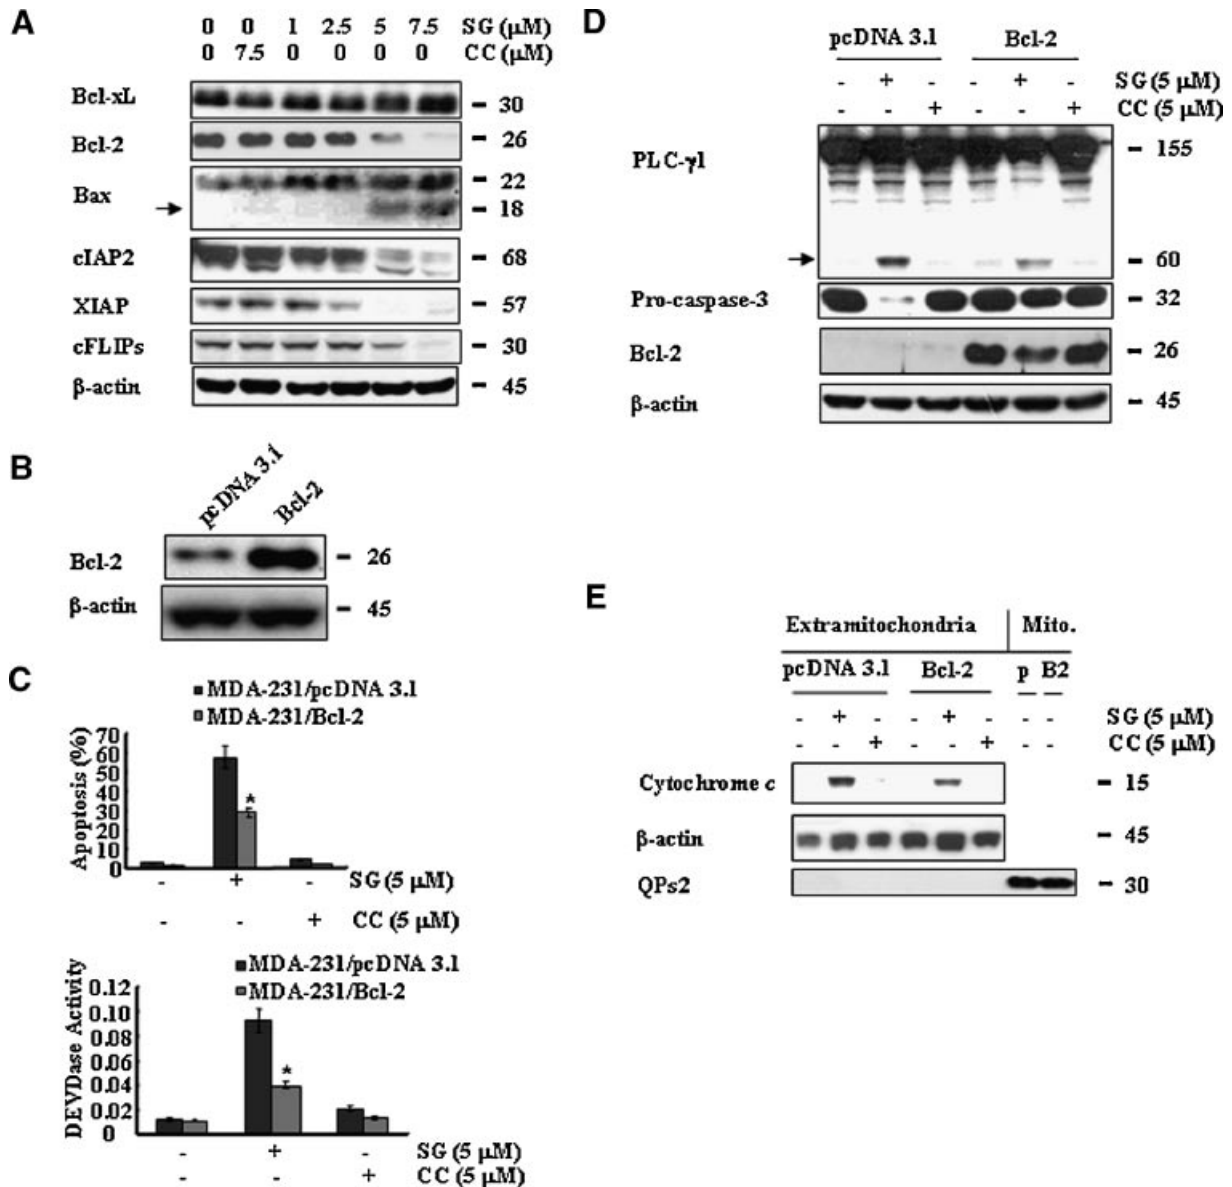 A
0 0 1 2.5 5 7.5 SG (μM)
0 7.5 0 0 0 0 CC (μM)
Bcl-xL 30
Bcl-2 26
Bax 22
18
cIAP2 68
XIAP 57
cFLIPs 30
β-actin 45
B
pcDNA 3.1 Bcl-2
Bcl-2 26
β-actin 45
C
MDA-231/pcDNA 3.1
MDA-231/Bcl-2
Apoptosis (%)
70
60
50
40
30
20
10
0
*
- + - SG (5 μM)
- - + CC (5 μM)
MDA-231/pcDNA 3.1
MDA-231/Bcl-2
DEVDase Activity
0.12
0.10
0.08
0.06
0.04
0.02
0
*
- + - SG (5 μM)
- - + CC (5 μM)
D
pcDNA 3.1 Bcl-2
- + - - + - SG (5 μM)
- - + - - + CC (5 μM)
PLC-γ1 155
60
Pro-caspase-3 32
Bcl-2 26
β-actin 45
E
Extramitochondria Mito.
pcDNA 3.1 Bcl-2 p B2
- + - - + - - - SG (5 μM)
- - + - - + - - CC (5 μM)
Cytochrome c 15
β-actin 45
QPs2 30